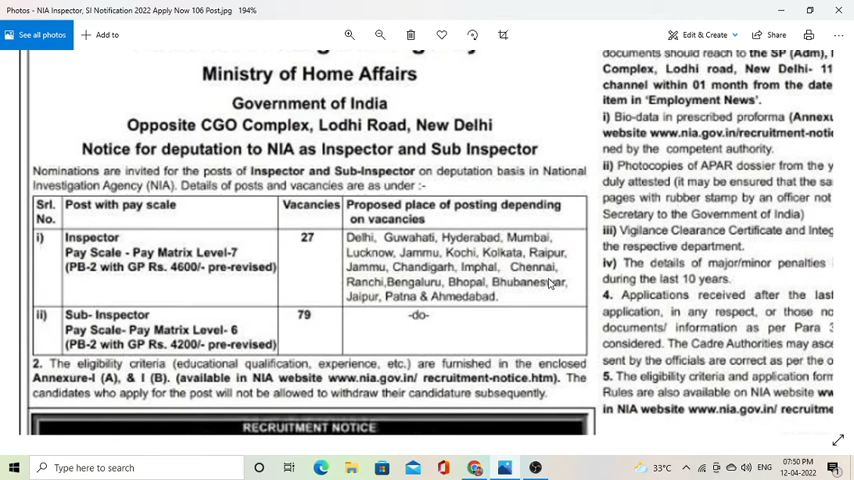 Photos - NIA Inspector, SI Notification 2022 Apply Now 106 Post.jpg 194%
See all photos
Add to
Edit & Create
Share
Ministry of Home Affairs
Government of India
Opposite CGO Complex, Lodhi Road, New Delhi
Notice for deputation to NIA as Inspector and Sub Inspector
Nominations are invited for the posts of Inspector and Sub-Inspector on deputation basis in National
Investigation Agency (NIA). Details of posts and vacancies are as under :-
Srl. Post with pay scale Vacancies Proposed place of posting depending
No. on vacancies
i) Inspector 27 Delhi, Guwahati, Hyderabad, Mumbai,
Pay Scale - Pay Matrix Level-7 Lucknow, Jammu, Kochi, Kolkata, Raipur,
(PB-2 with GP Rs. 4600/- pre-revised) Jammu, Chandigarh, Imphal, Chennai,
Ranchi,Bengaluru, Bhopal, Bhubaneswar,
Jaipur, Patna & Ahmedabad.
ii) Sub- Inspector 79 -do-
Pay Scale- Pay Matrix Level- 6
(PB-2 with GP Rs. 4200/- pre-revised)
2. The eligibility criteria (educational qualification, experience, etc.) are furnished in the enclosed
Annexure-I (A), & I (B). (available in NIA website www.nia.gov.in/ recruitment-notice.htm). The
candidates who apply for the post will not be allowed to withdraw their candidature subsequently.
RECRUITMENT NOTICE
documents should reach to the SP (Adm),
Complex, Lodhi road, New Delhi- 11
channel within 01 month from the date
item in 'Employment News'.
i) Bio-data in prescribed proforma (Annexu
website www.nia.gov.in/recruitment-notic
ned by the competent authority.
ii) Photocopies of APAR dossier from the y
duly attested (it may be ensured that the sa
pages with rubber stamp by an officer not
Secretary to the Government of India)
iii) Vigilance Clearance Certificate and Integ
the respective department.
iv) The details of major/minor penalties i
during the last 10 years.
4. Applications received after the last
application, in any respect, or those no
documents/ information as per Para 3
considered. The Cadre Authorities may asce
sent by the officials are correct as per the o
5. The eligibility criteria and application form
Rules are also available on NIA website ww
in NIA website www.nia.gov.in/ recruitme
Type here to search
33°C
ENG
07:50 PM
12-04-2022
1